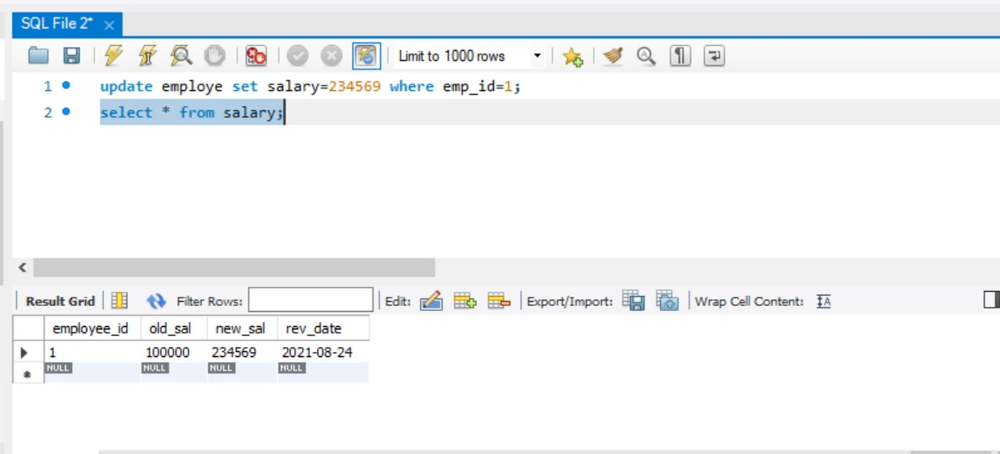 SQL File 2*
Limit to 1000 rows
1 update employe set salary=234569 where emp_id=1;
2 select * from salary;
Result Grid Filter Rows: Edit: Export/Import: Wrap Cell Content:
employee_id old_sal new_sal rev_date
1 100000 234569 2021-08-24
NULL NULL NULL NULL